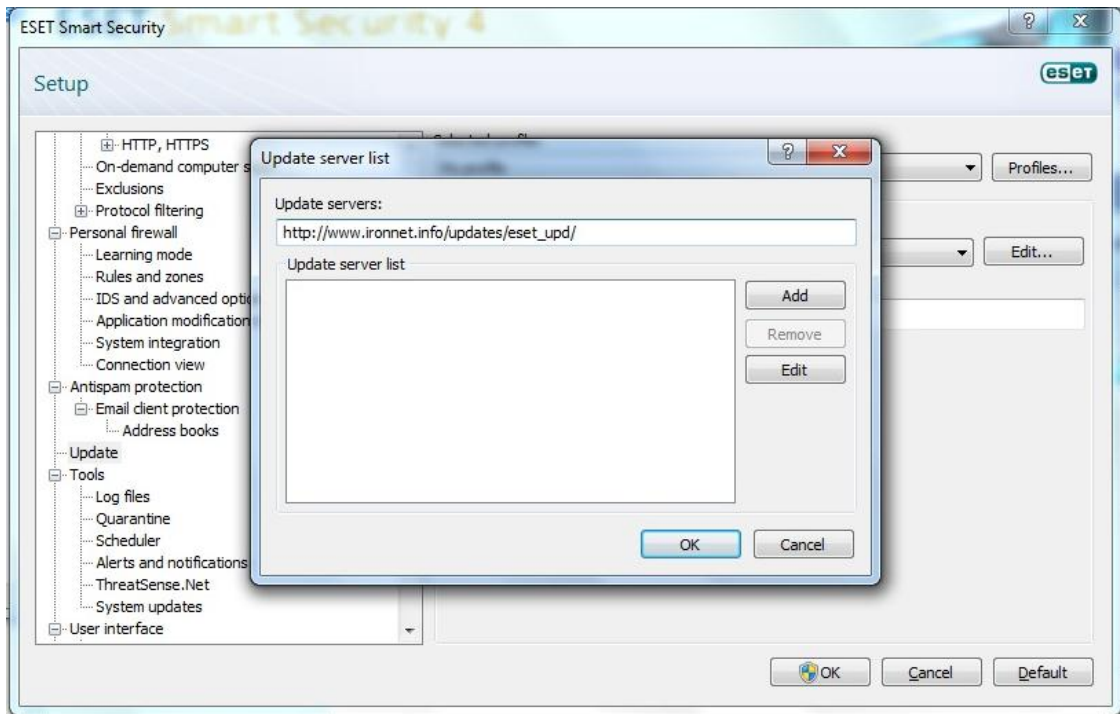 ESET Smart Security
Setup
eset
HTTP, HTTPS
On-demand computer s
Exclusions
Protocol filtering
Personal firewall
Learning mode
Rules and zones
IDS and advanced optio
Application modification
System integration
Connection view
Antispam protection
Email client protection
Address books
Update
Tools
Log files
Quarantine
Scheduler
Alerts and notifications
ThreatSense.Net
System updates
User interface
Profiles...
Edit...
Update server list
Update servers:
http://www.ironnet.info/updates/eset_upd/
Update server list
Add
Remove
Edit
OK
Cancel
OK
Cancel
Default